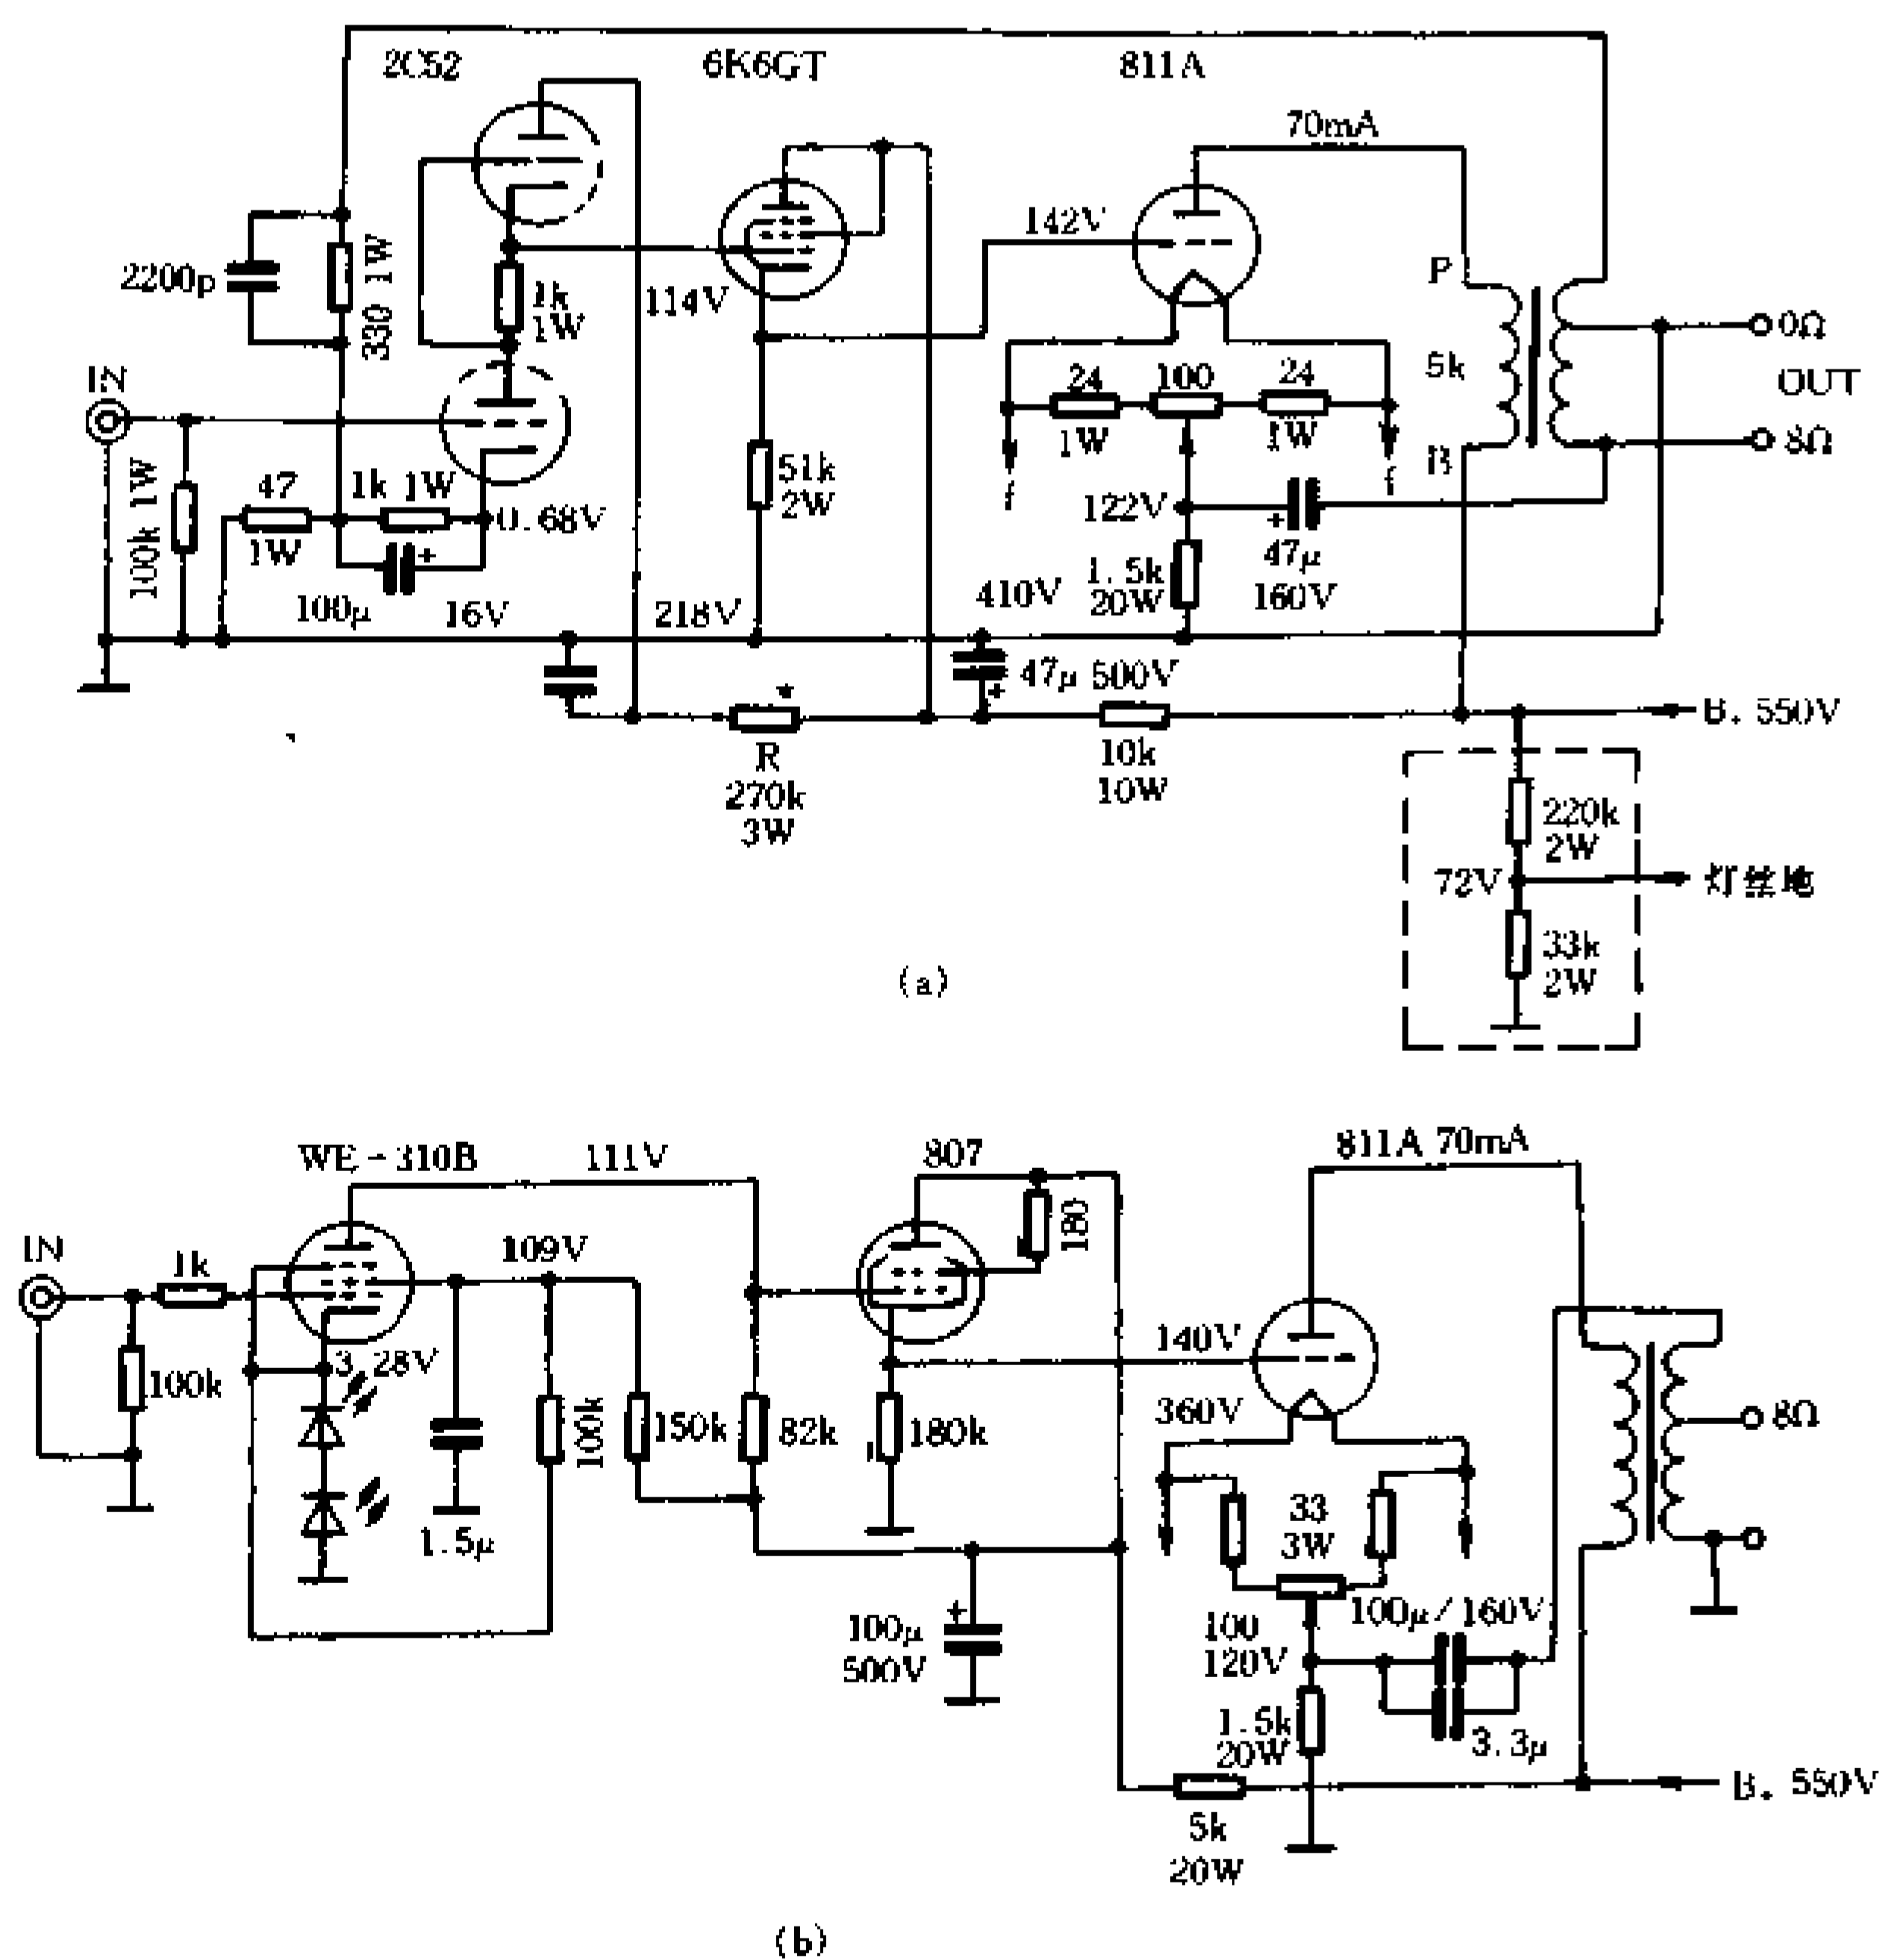 2C52
6K6GT
811A
70mA
142V
2200p
330 1W
1k
1W
114V
P
5k
B
0Ω
OUT
8Ω
IN
24
1W
100
24
1W
100k 1W
47
1W
1k 1W
0.68V
51k
2W
122V
f
f
47μ
160V
100μ
16V
218V
410V
1.5k
20W
47μ 500V
B. 550V
R
270k
3W
10k
10W
220k
2W
72V
灯丝地
33k
2W
(a)
WE-310B
111V
807
811A 70mA
IN
1k
109V
180
100k
3.28V
140V
360V
8Ω
100k
150k
82k
180k
1.5μ
33
3W
100μ
500V
100
120V
100μ/160V
1.5k
20W
3.3μ
5k
20W
B. 550V
(b)